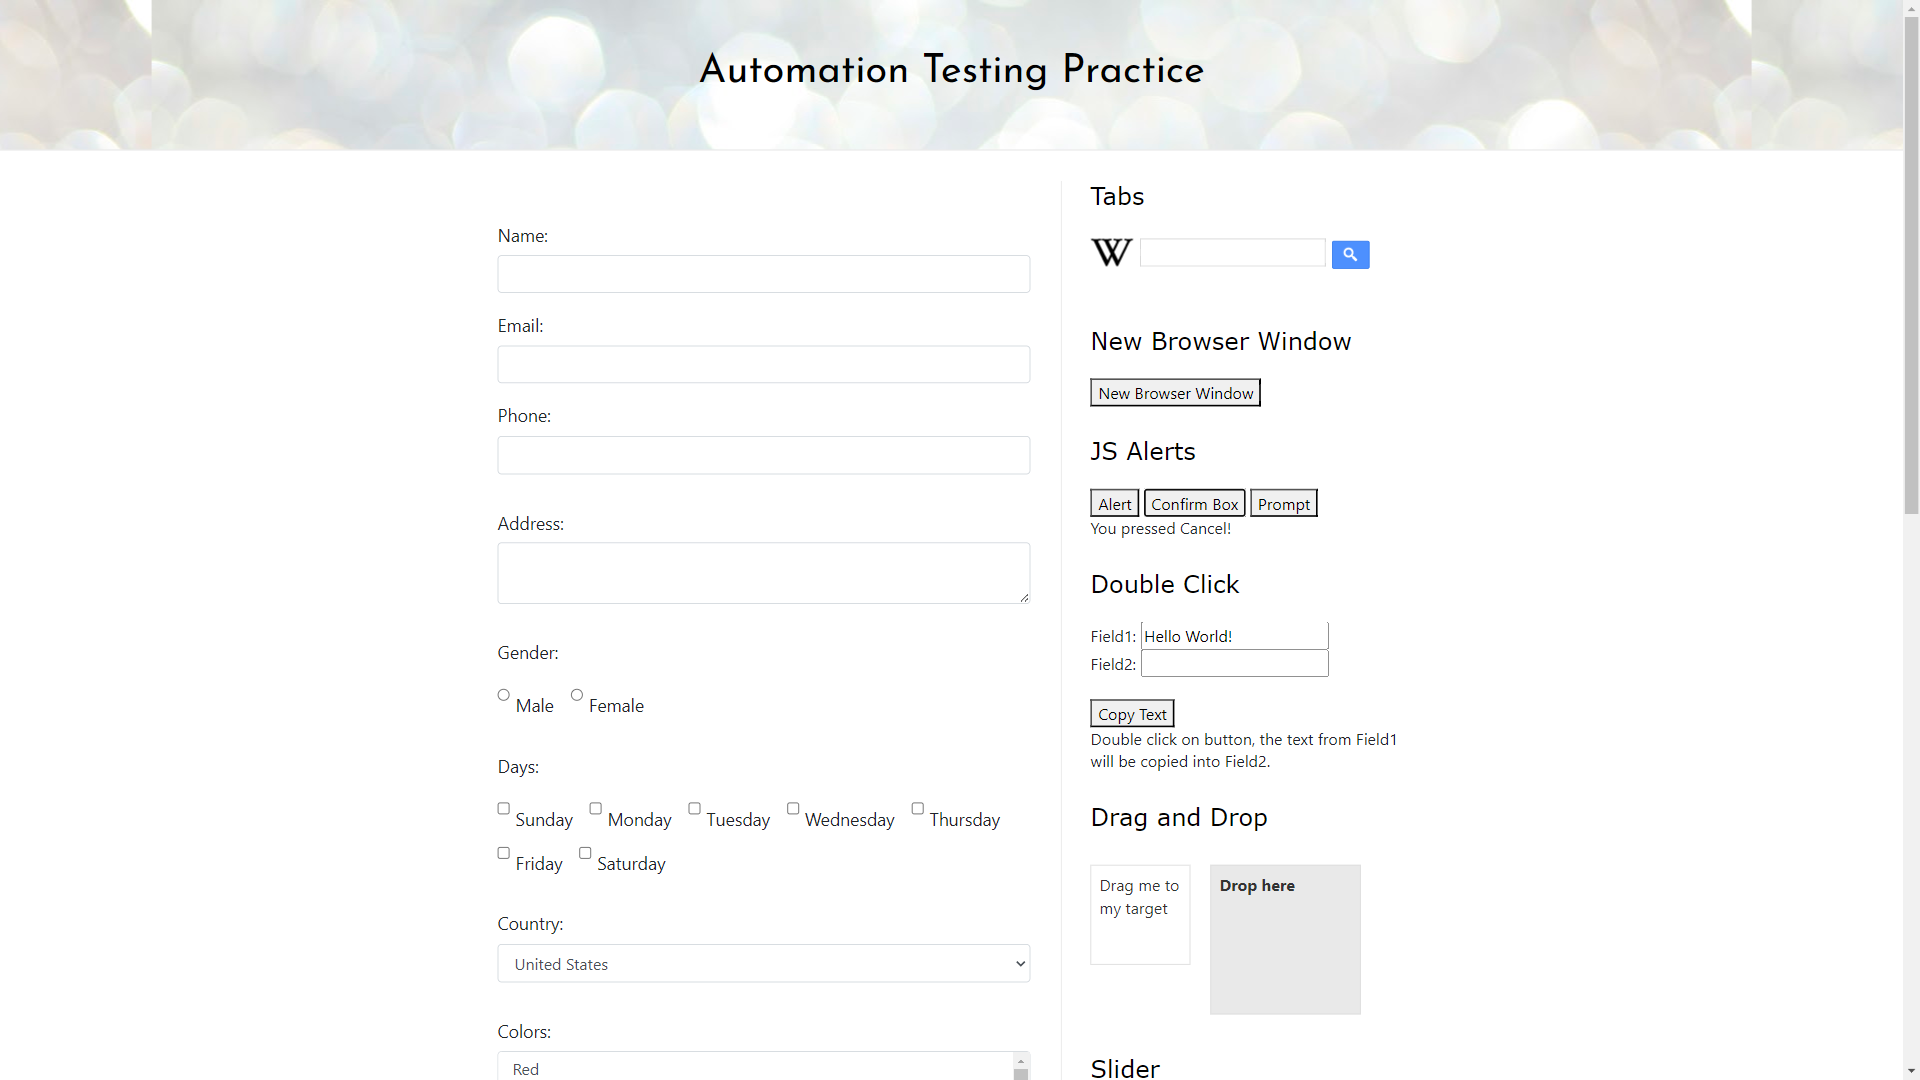 Automation Testing Practice
Name:
Email:
Phone:
Address:
Gender:
Male Female
Days:
Sunday Monday Tuesday Wednesday Thursday
Friday Saturday
Country:
United States
Colors:
Red
Tabs
W
New Browser Window
New Browser Window
JS Alerts
Alert Confirm Box Prompt
You pressed Cancel!
Double Click
Field1: Hello World!
Field2:
Copy Text
Double click on button, the text from Field1
will be copied into Field2.
Drag and Drop
Drag me to
my target
Drop here
Slider